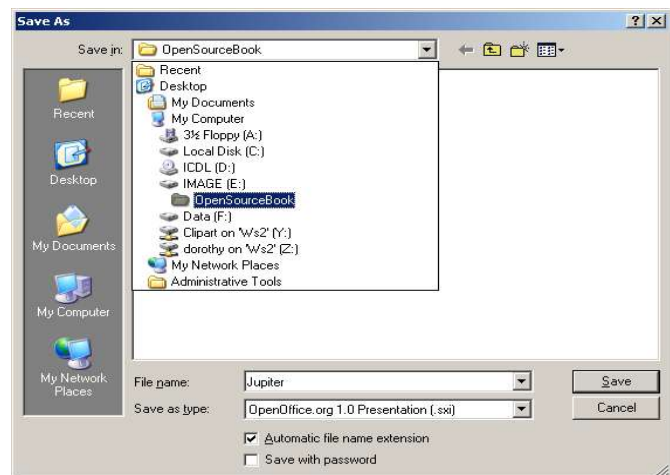 Save As
Save in: OpenSourceBook
Recent
Desktop
My Documents
My Computer
3½ Floppy (A:)
Local Disk (C:)
ICDL (D:)
IMAGE (E:)
OpenSourceBook
Data (F:)
Clipart on 'Ws2' (Y:)
dorothy on 'Ws2' (Z:)
My Network Places
Administrative Tools
Recent
Desktop
My Documents
My Computer
My Network
Places
File name: Jupiter Save
Save as type: OpenOffice.org 1.0 Presentation (.sxi) Cancel
Automatic file name extension
Save with password